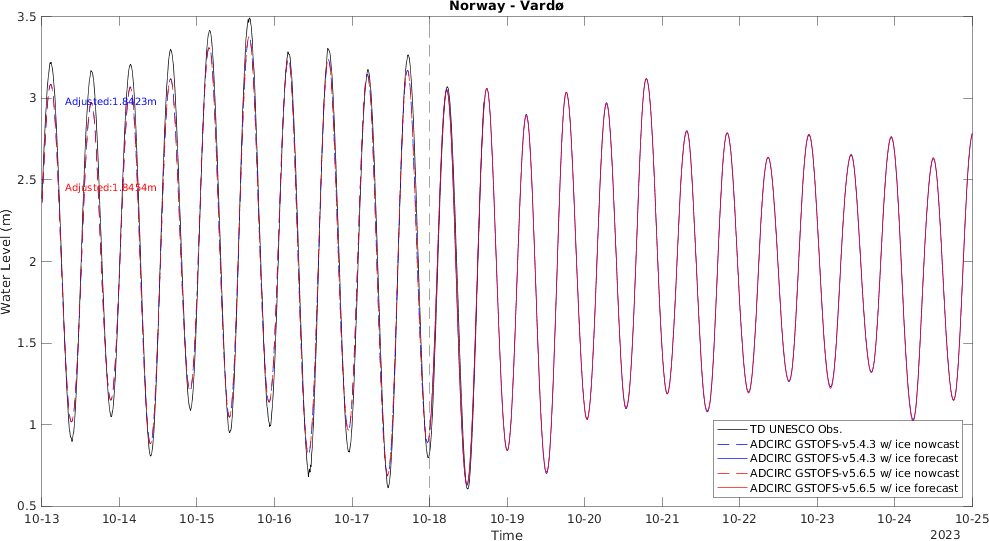 Norway - Vardø
3.5
3
2.5
2
1.5
1
0.5
Water Level (m)
Adjusted:1.8423m
Adjusted:1.8454m
TD UNESCO Obs.
ADCIRC GSTOFS-v5.4.3 w/ ice nowcast
ADCIRC GSTOFS-v5.4.3 w/ ice forecast
ADCIRC GSTOFS-v5.6.5 w/ ice nowcast
ADCIRC GSTOFS-v5.6.5 w/ ice forecast
10-13 10-14 10-15 10-16 10-17 10-18 10-19 10-20 10-21 10-22 10-23 10-24 10-25
Time
2023